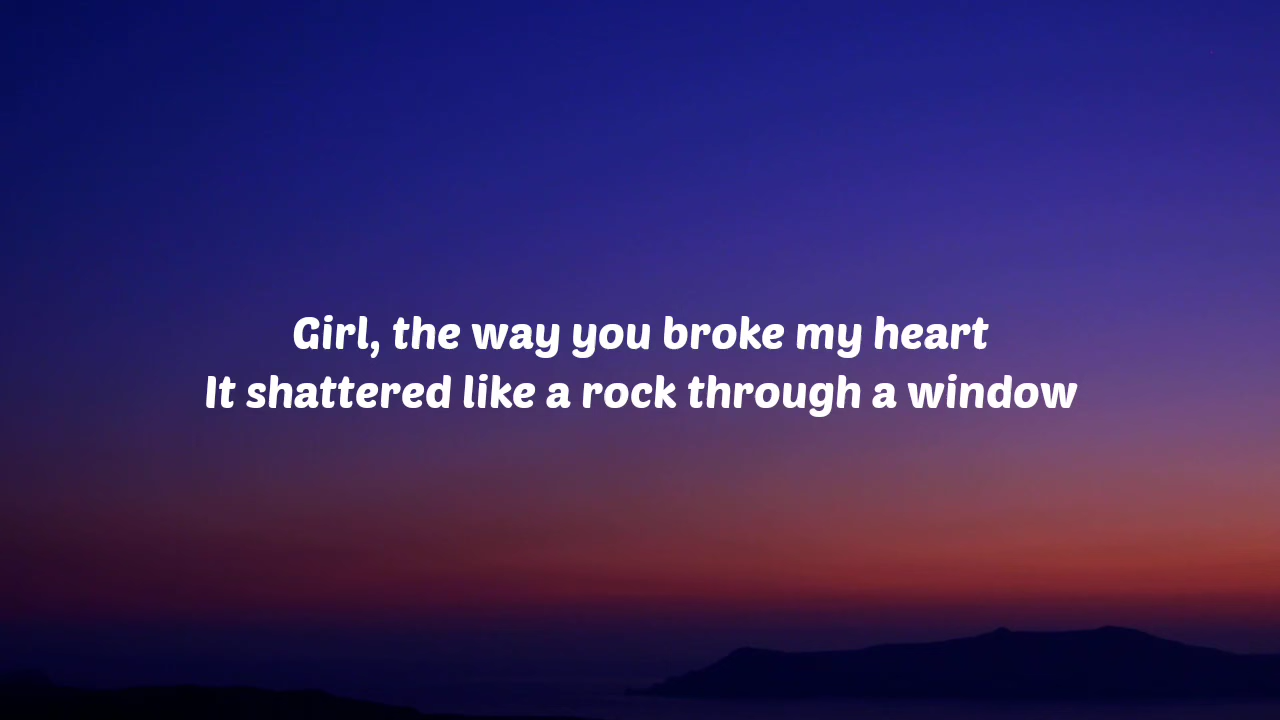 Girl, the way you broke my heart
It shattered like a rock through a window